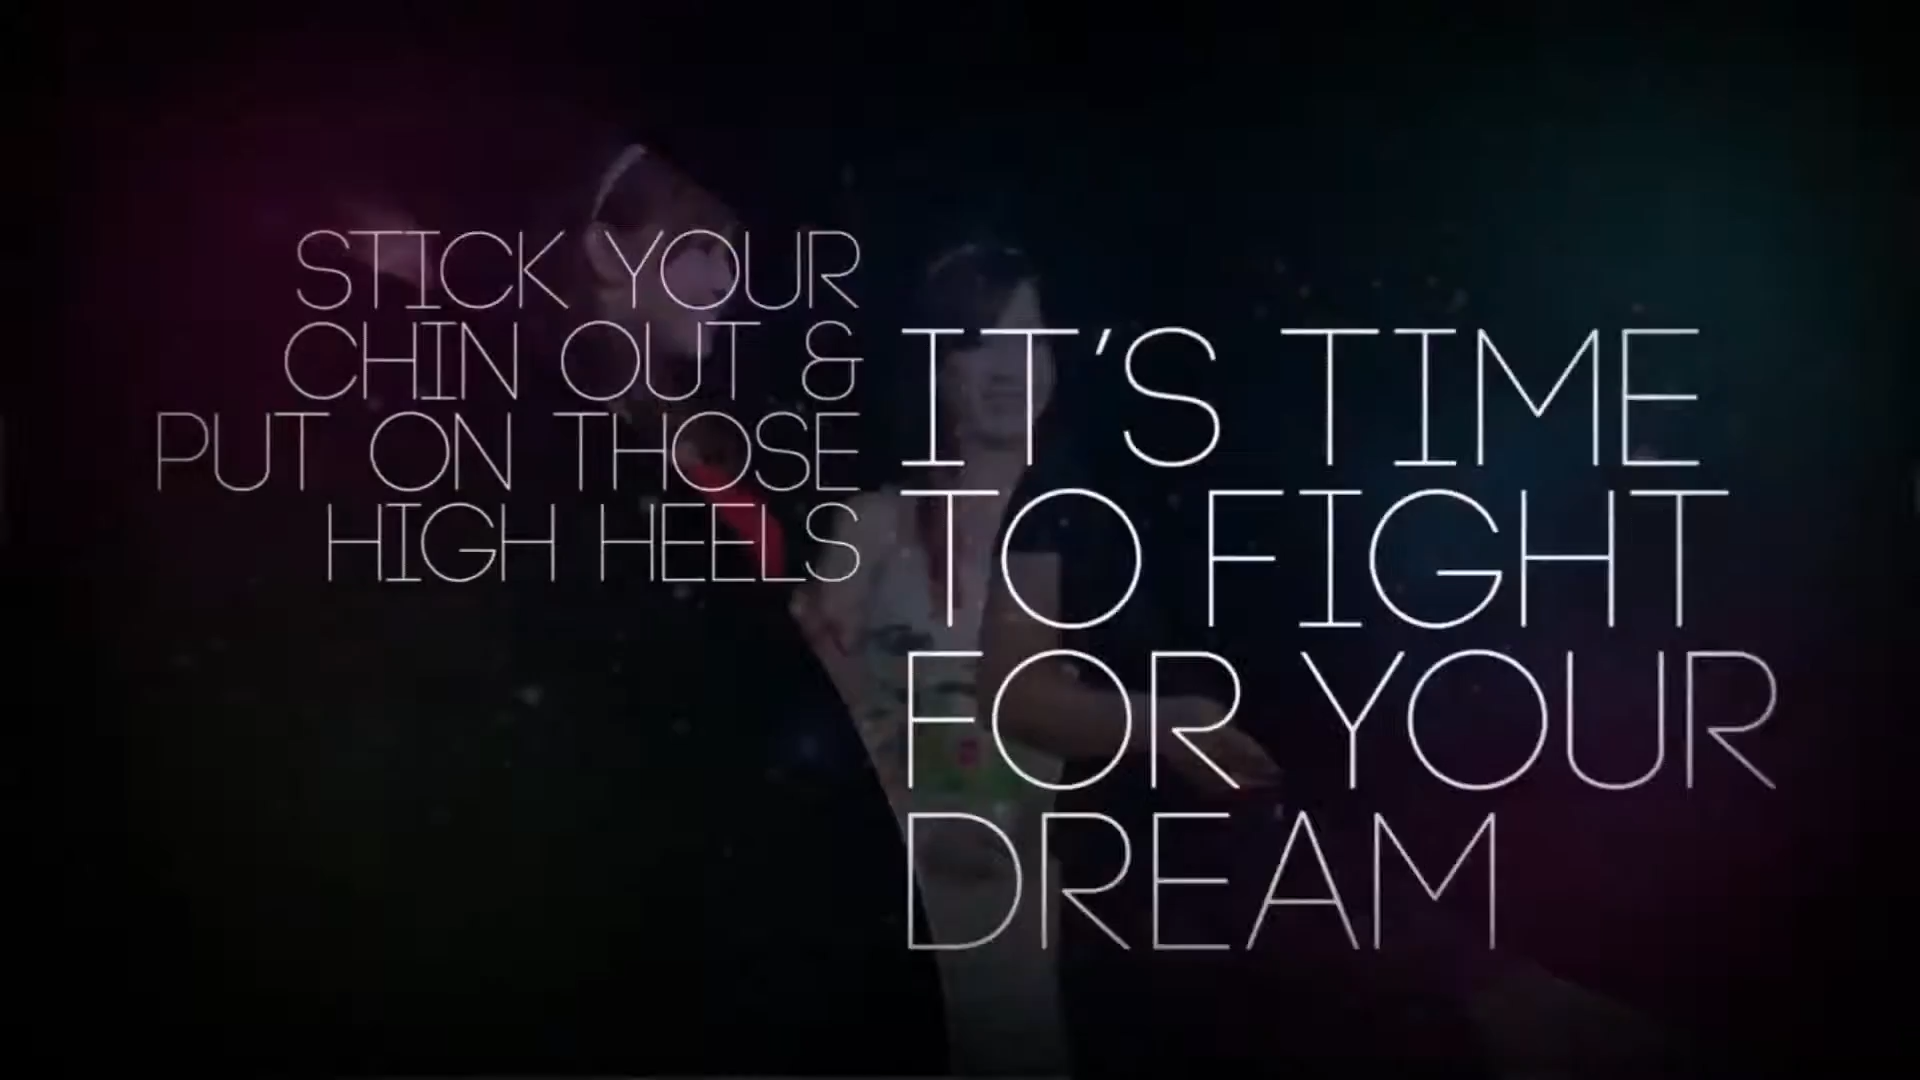 STICK YOUR
CHIN OUT &
PUT ON THOSE
HIGH HEELS
IT'S TIME
TO FIGHT
FOR YOUR
DREAM